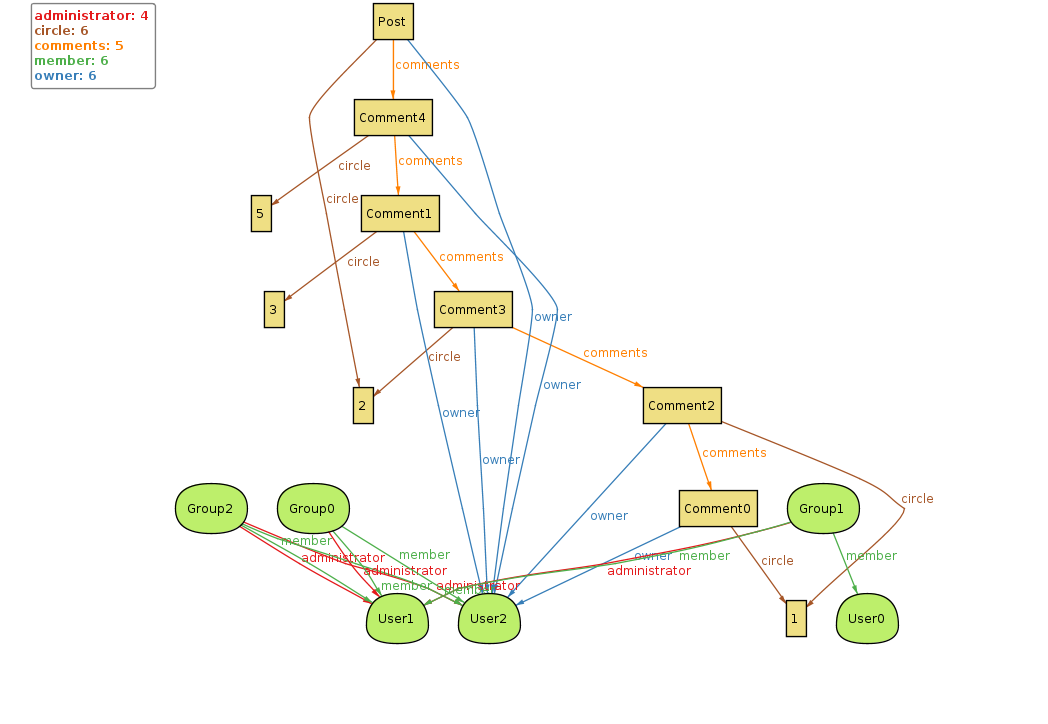 administrator: 4
circle: 6
comments: 5
member: 6
owner: 6
Post
comments
Comment4
circle
comments
circle
5
Comment1
circle
comments
3
Comment3
owner
circle
comments
owner
2
owner
Comment2
comments
owner
circle
Group2
Group0
Comment0
Group1
owner
member
administrator
member
owner
member
member
circle
administrator
administrator
member
administrator
member
User1
User2
1
User0